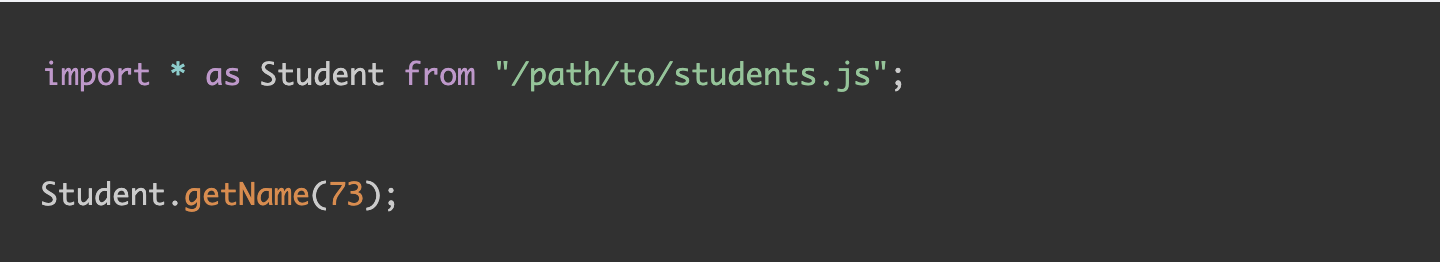 import * as Student from "/path/to/students.js";
Student.getName(73);